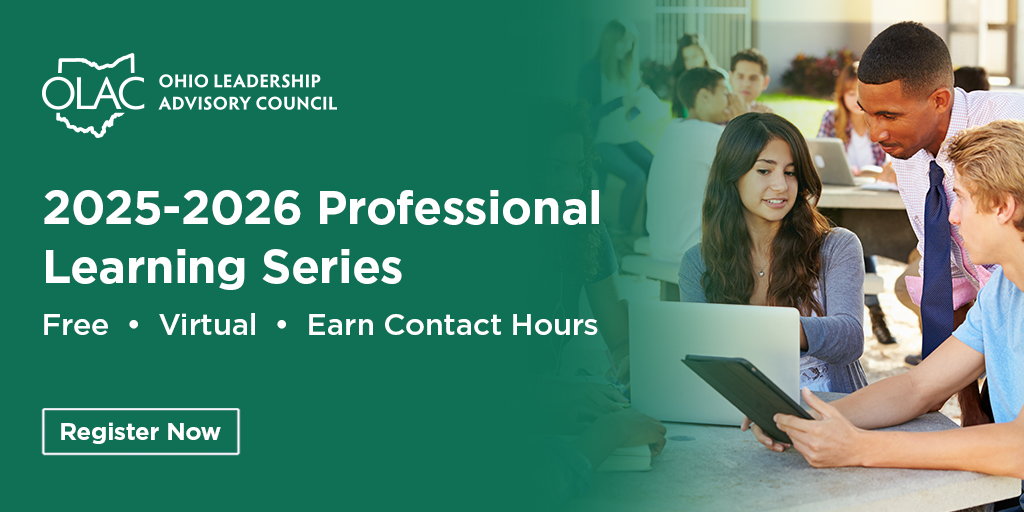 OLAC
OHIO LEADERSHIP
ADVISORY COUNCIL
2025-2026 Professional
Learning Series
Free • Virtual • Earn Contact Hours
Register Now